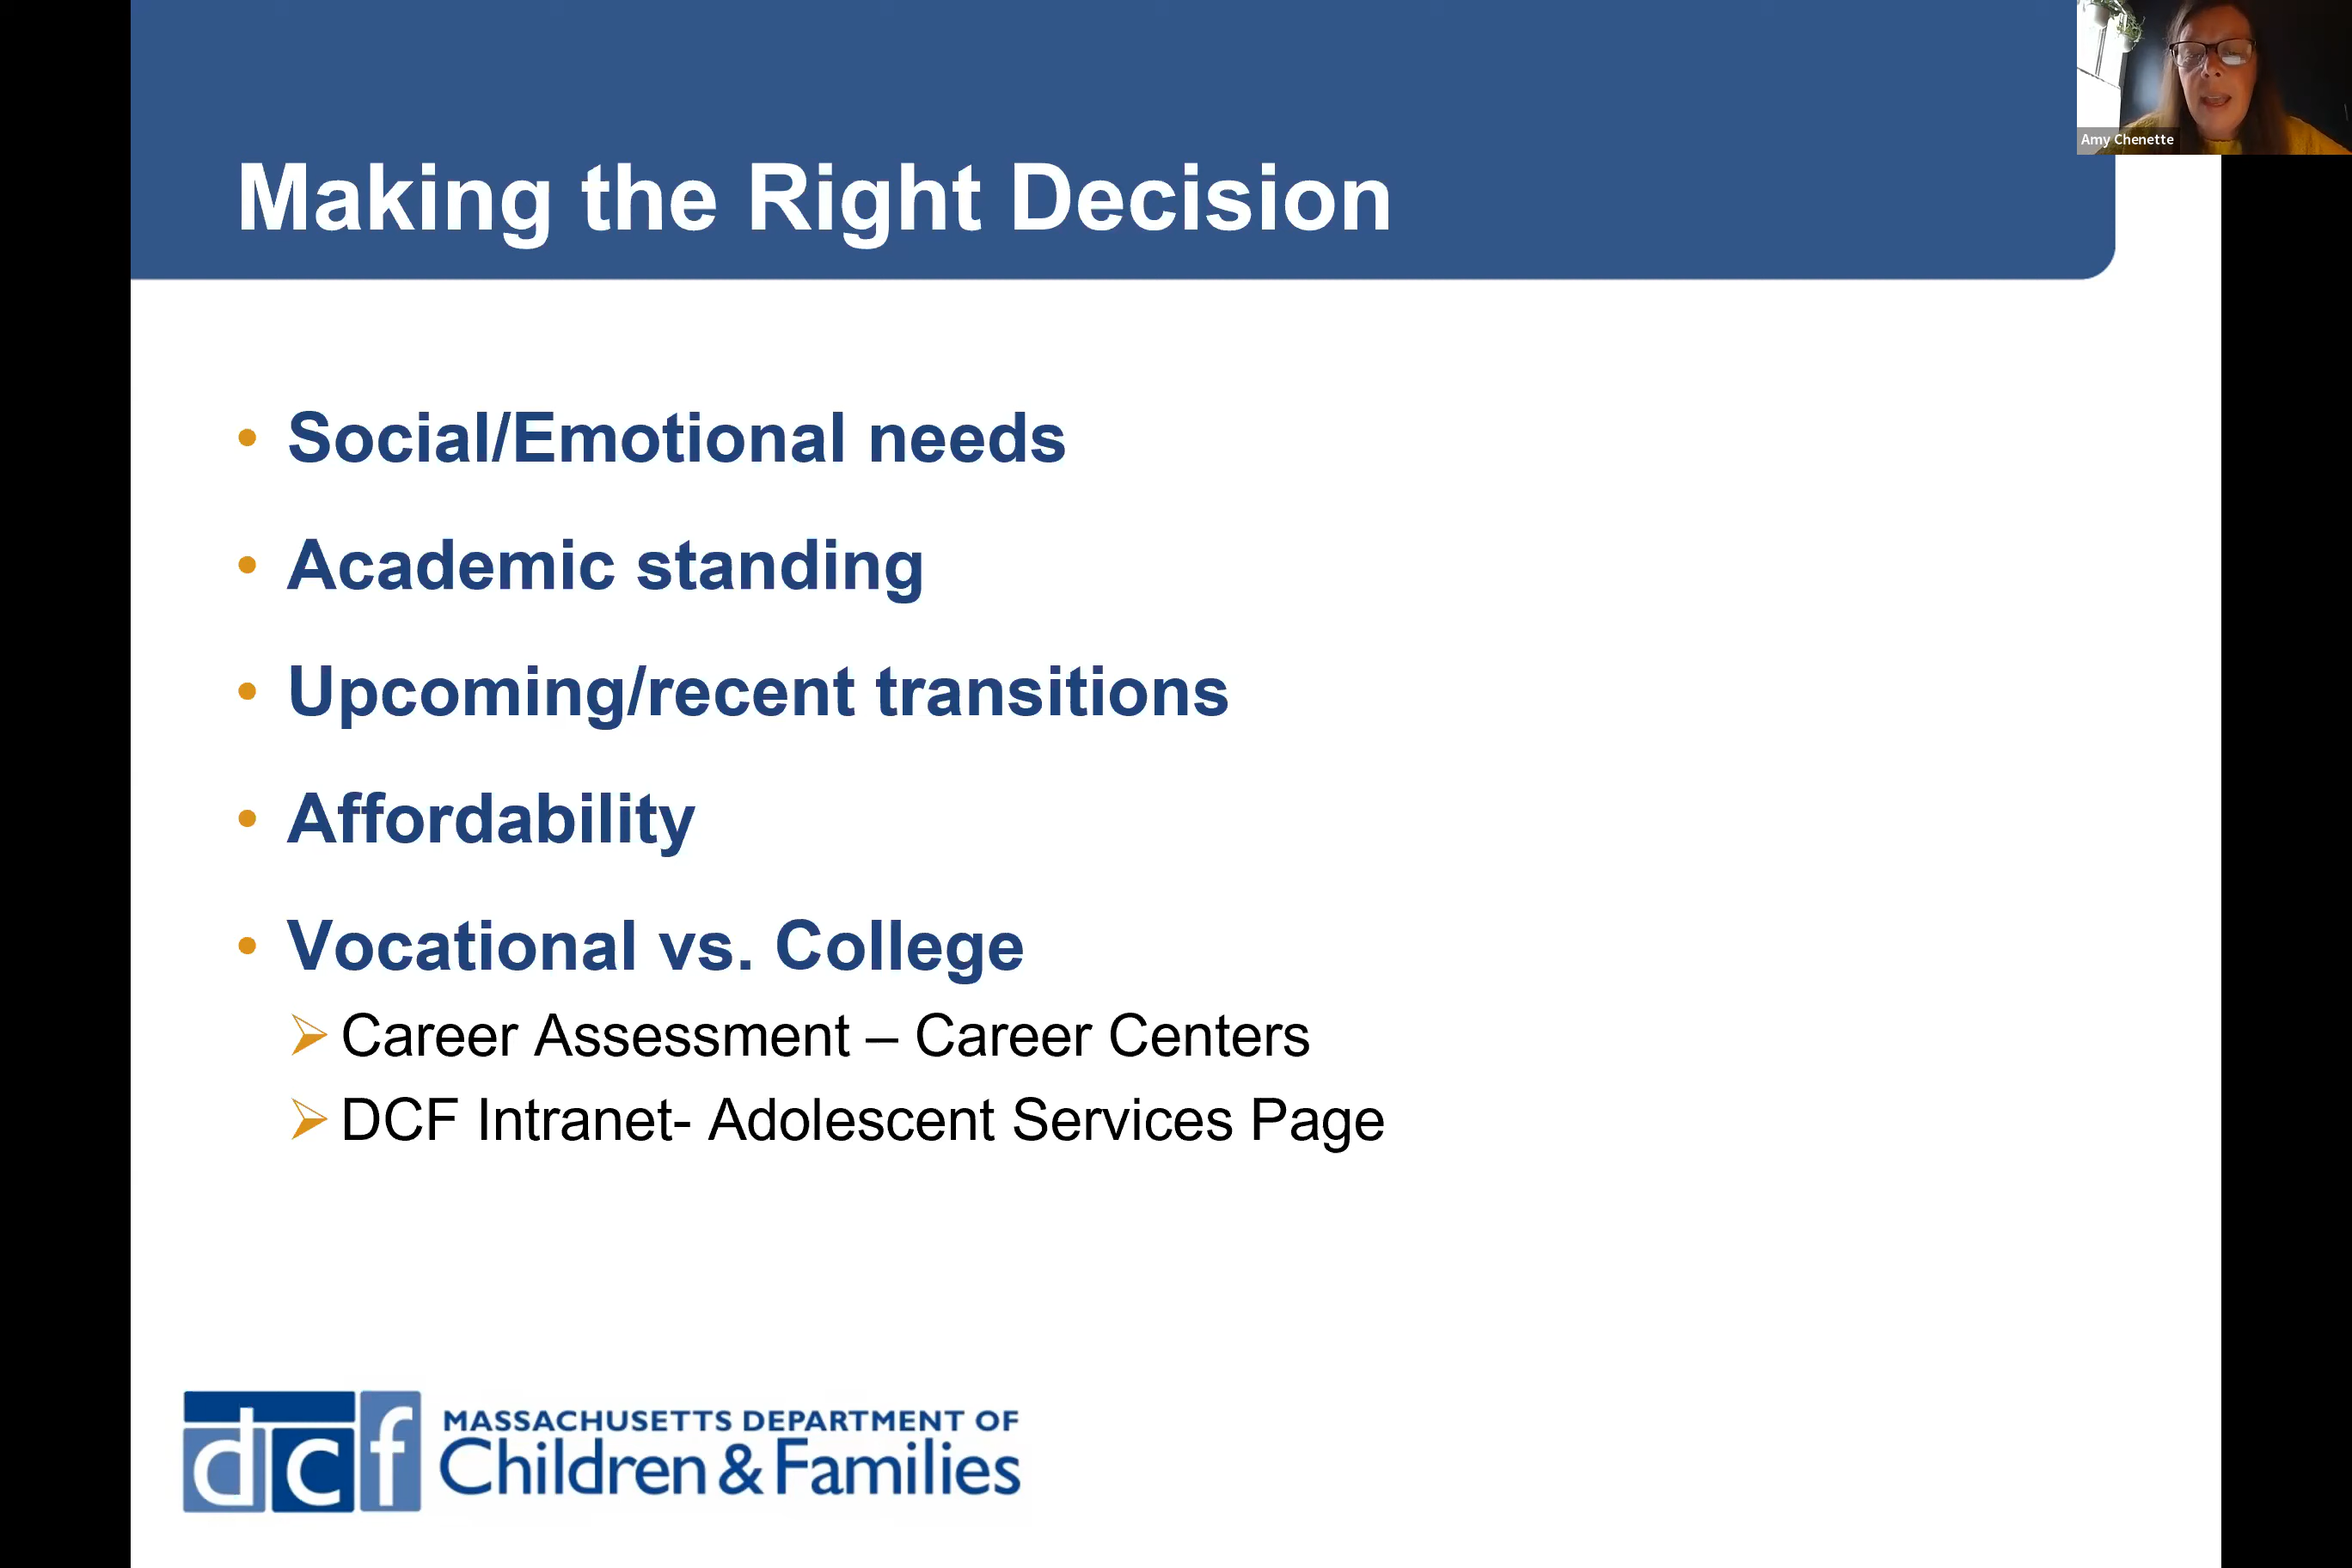 Amy Chenette
Making the Right Decision
• Social/Emotional needs
• Academic standing
• Upcoming/recent transitions
• Affordability
• Vocational vs. College
➢ Career Assessment – Career Centers
➢ DCF Intranet- Adolescent Services Page
dcf
MASSACHUSETTS DEPARTMENT OF
Children & Families